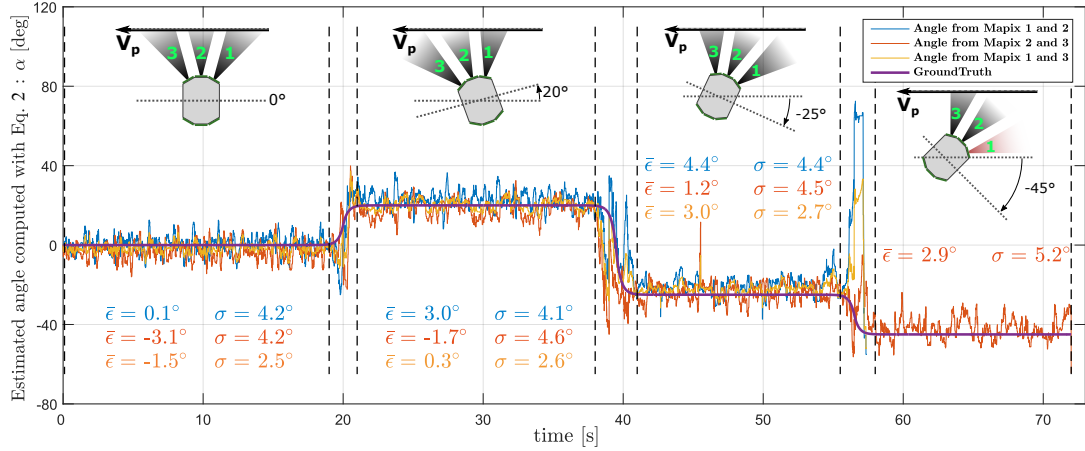 Estimated angle computed with Eq. 2 : α [deg]
120
80
40
0
-40
-80
0
10
20
30
40
50
60
70
time [s]
Angle from Mapix 1 and 2
Angle from Mapix 2 and 3
Angle from Mapix 1 and 3
GroundTruth
Vp
3 2 1
0°
Vp
3 2 1
20°
Vp
3 2 1
-25°
Vp
3 2 1
-45°
ε̄ = 0.1° σ = 4.2°
ε̄ = -3.1° σ = 4.2°
ε̄ = -1.5° σ = 2.5°
ε̄ = 3.0° σ = 4.1°
ε̄ = -1.7° σ = 4.6°
ε̄ = 0.3° σ = 2.6°
ε̄ = 4.4° σ = 4.4°
ε̄ = 1.2° σ = 4.5°
ε̄ = 3.0° σ = 2.7°
ε̄ = 2.9° σ = 5.2°